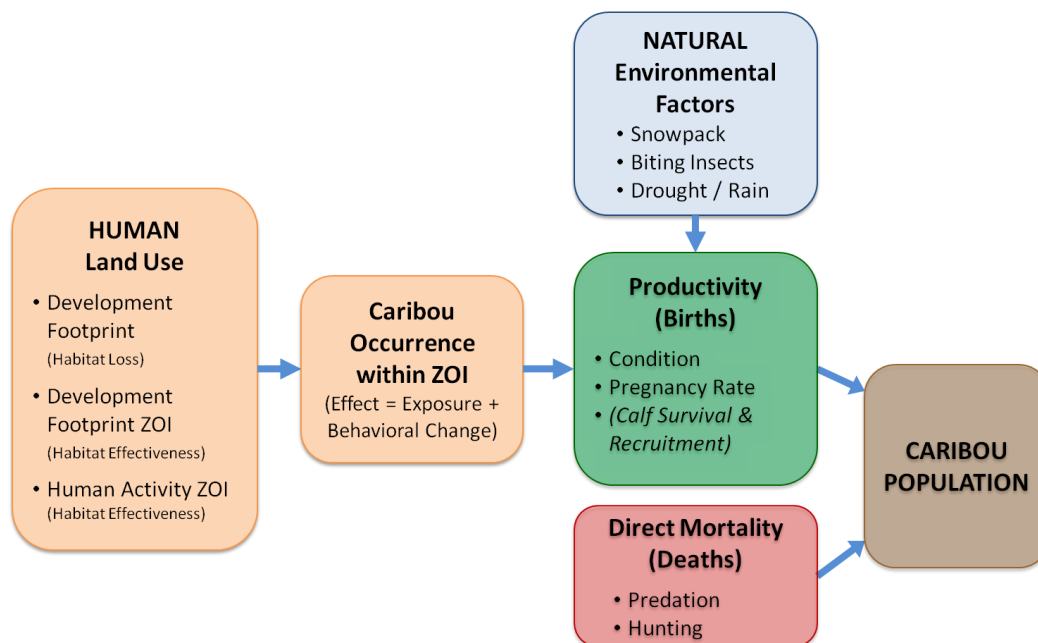 NATURAL
Environmental
Factors
• Snowpack
• Biting Insects
• Drought / Rain
HUMAN
Land Use
• Development
Footprint
(Habitat Loss)
• Development
Footprint ZOI
(Habitat Effectiveness)
• Human Activity ZOI
(Habitat Effectiveness)
Caribou
Occurrence
within ZOI
(Effect = Exposure +
Behavioral Change)
Productivity
(Births)
• Condition
• Pregnancy Rate
• (Calf Survival &
Recruitment)
Direct Mortality
(Deaths)
• Predation
• Hunting
CARIBOU
POPULATION